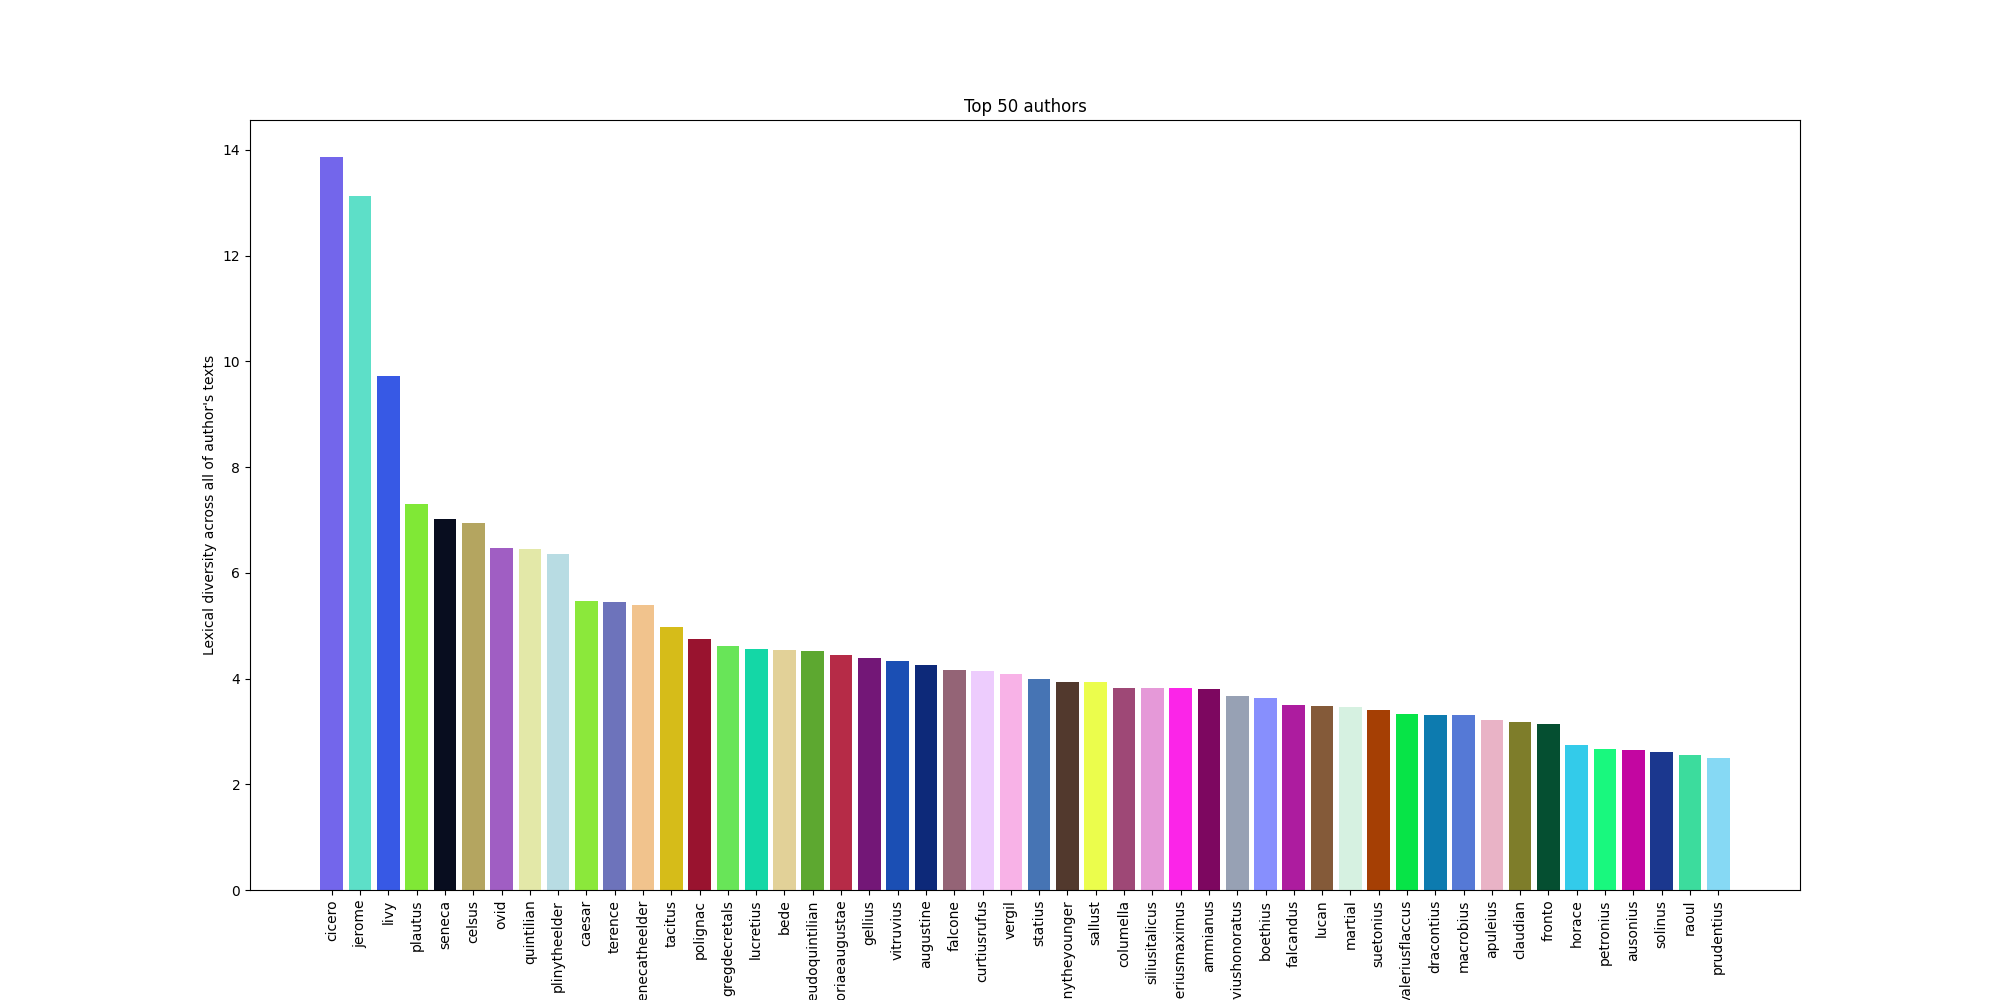 Top 50 authors
Lexical diversity across all of author's texts
14
12
10
8
6
4
2
0
cicero
jerome
livy
plautus
seneca
celsus
ovid
quintilian
plinytheelder
caesar
terence
enecatheelder
tacitus
polignac
gregdecretals
lucretius
bede
eudoquintilian
oriaeaugustae
gellius
vitruvius
augustine
falcone
curtiusrufus
vergil
statius
nytheyounger
sallust
columella
siliusitalicus
eriusmaximus
ammianus
viushonoratus
boethius
falcandus
lucan
martial
suetonius
valeriusflaccus
dracontius
macrobius
apuleius
claudian
fronto
horace
petronius
ausonius
solinus
raoul
prudentius